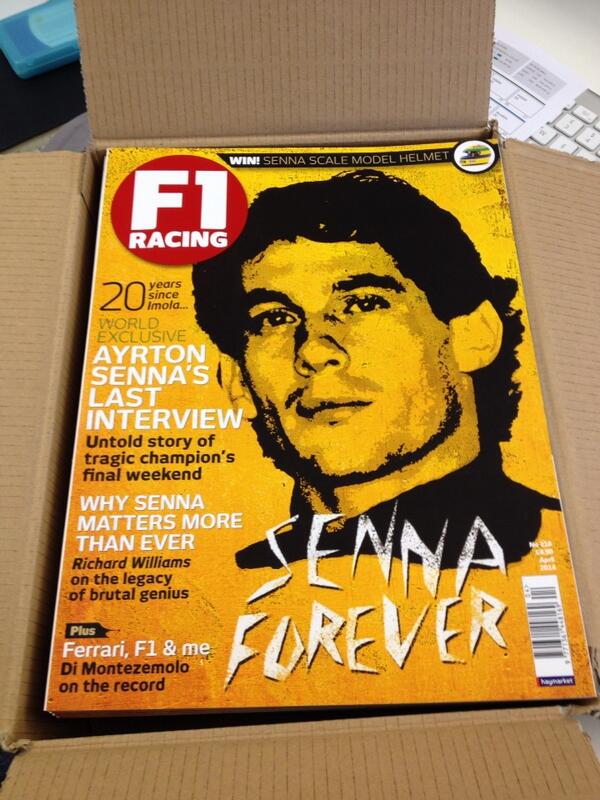 WIN! SENNA SCALE MODEL HELMET
F1
RACING
20 years
since
Imola...
WORLD
EXCLUSIVE
AYRTON
SENNA'S
LAST
INTERVIEW
Untold story of
tragic champion's
final weekend
WHY SENNA
MATTERS MORE
THAN EVER
Richard Williams
on the legacy
of brutal genius
Plus
Ferrari, F1 & me
Di Montezemolo
on the record
SENNA
FOREVER
£4.90
April
2014
haymarket